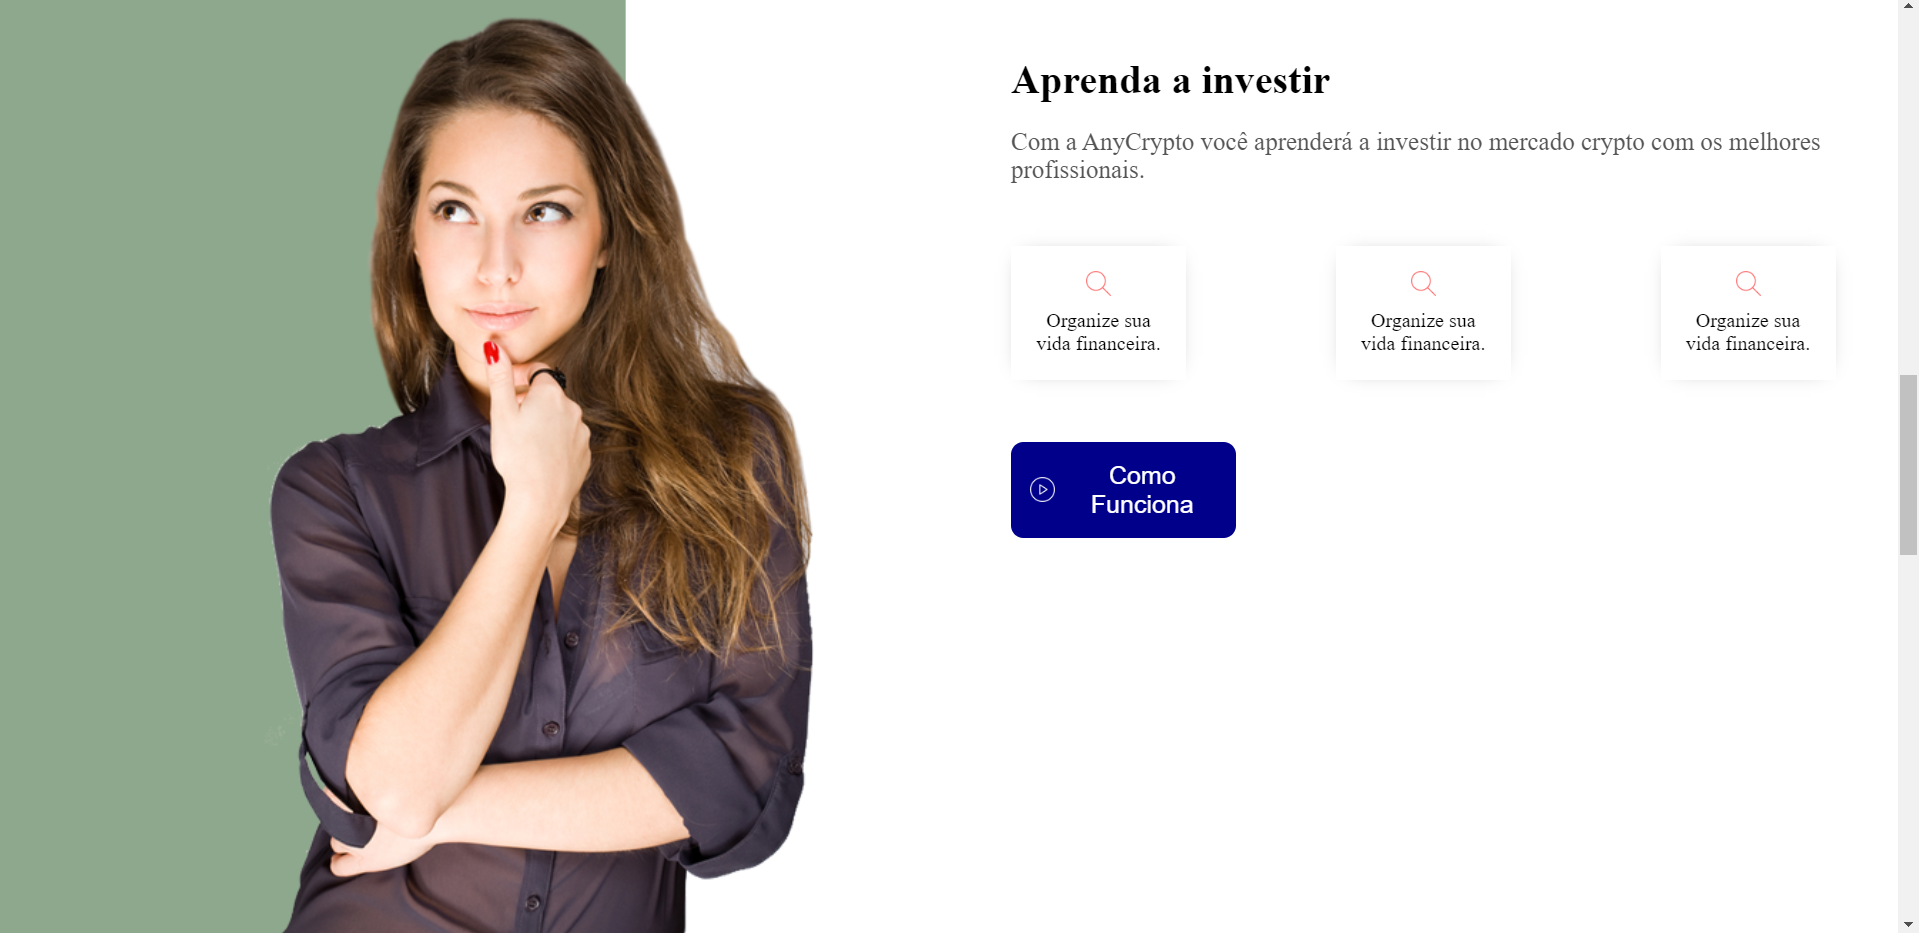 Aprenda a investir
Com a AnyCrypto você aprenderá a investir no mercado crypto com os melhores
profissionais.
Organize sua
vida financeira.
Organize sua
vida financeira.
Organize sua
vida financeira.
Como
Funciona